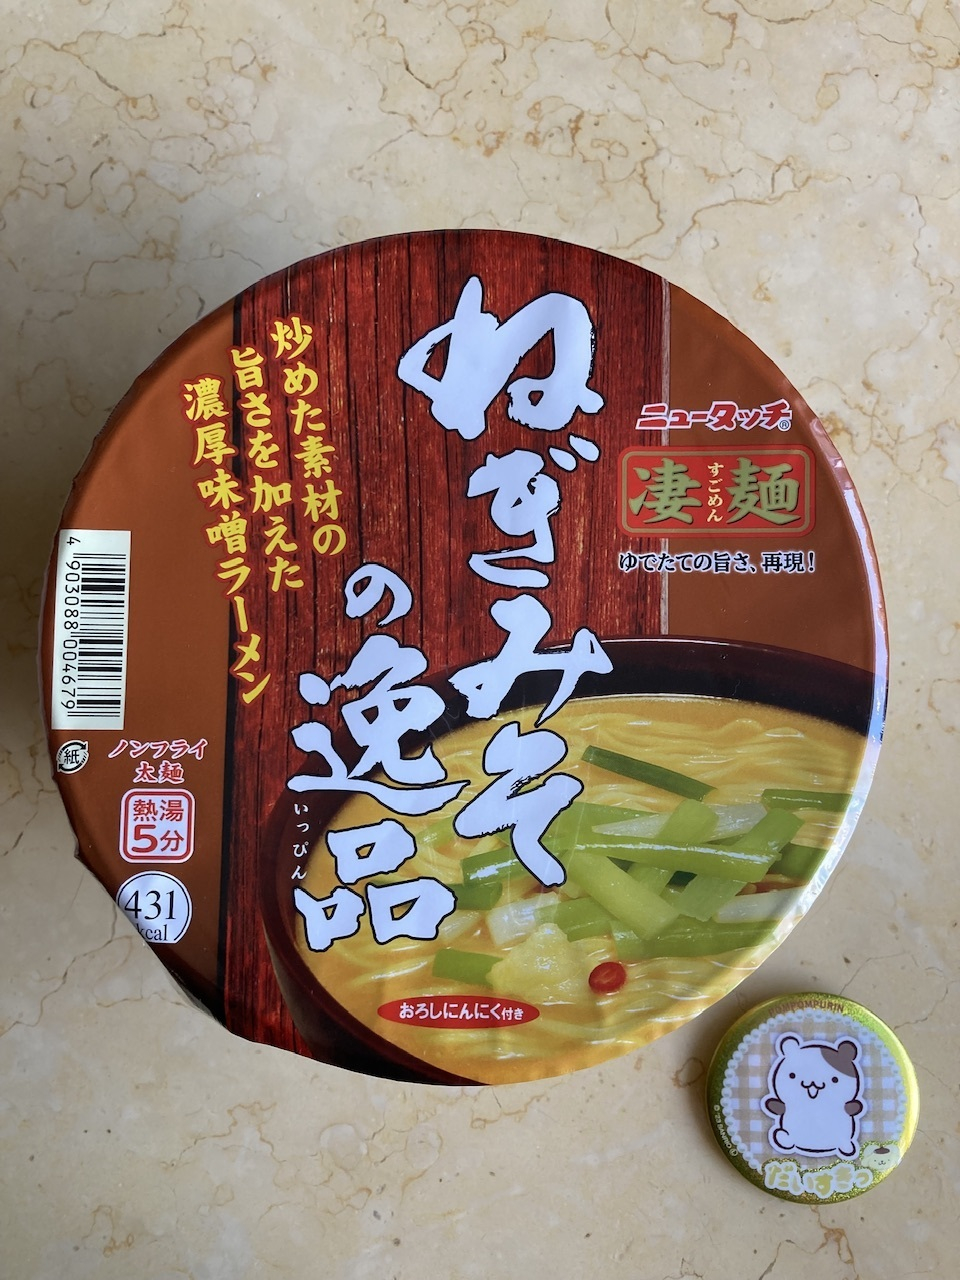 ねぎみそ
の逸品
いっぴん
炒めた素材の
旨さを加えた
濃厚味噌ラーメン
ニュータッチ®
凄麺
すごめん
ゆでたての旨さ、再現!
4 903088 004679
紙
ノンフライ
太麺
熱湯
5分
431
kcal
おろしにんにく付き
POMPOMPURIN
だいすきっ